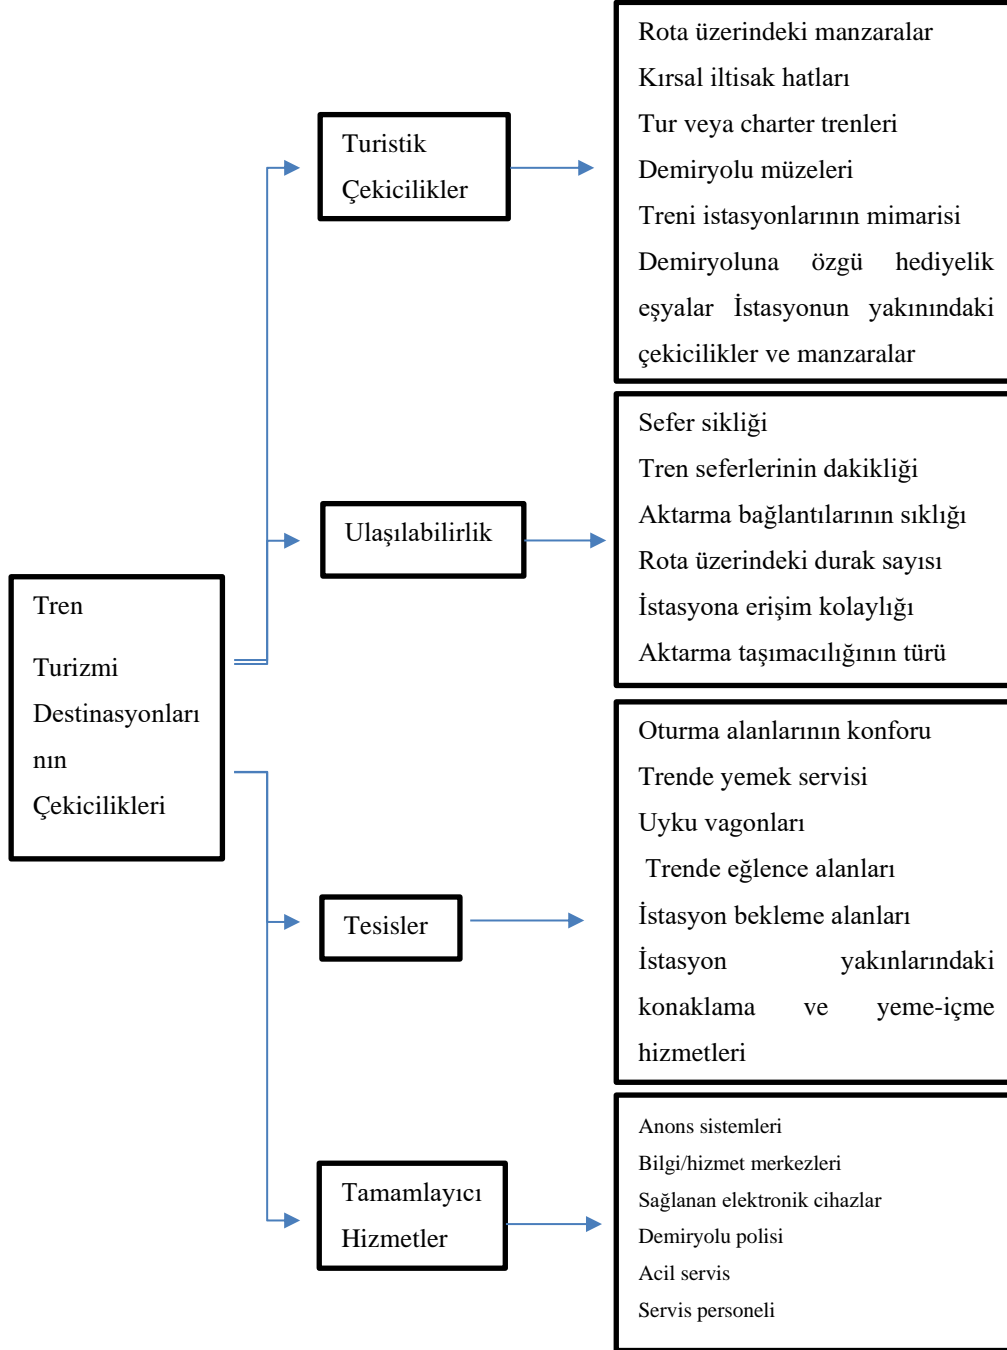 Tren
Turizmi
Destinasyonları
nın
Çekicilikleri
Turistik
Çekicilikler
Rota üzerindeki manzaralar
Kırsal iltisak hatları
Tur veya charter trenleri
Demiryolu müzeleri
Treni istasyonlarının mimarisi
Demiryoluna özgü hediyelik
eşyalar İstasyonun yakınındaki
çekicilikler ve manzaralar
Ulaşılabilirlik
Sefer sikliği
Tren seferlerinin dakikliği
Aktarma bağlantılarının sıklığı
Rota üzerindeki durak sayısı
İstasyona erişim kolaylığı
Aktarma taşımacılığının türü
Tesisler
Oturma alanlarının konforu
Trende yemek servisi
Uyku vagonları
Trende eğlence alanları
İstasyon bekleme alanları
İstasyon yakınlarındaki
konaklama ve yeme-içme
hizmetleri
Tamamlayıcı
Hizmetler
Anons sistemleri
Bilgi/hizmet merkezleri
Sağlanan elektronik cihazlar
Demiryolu polisi
Acil servis
Servis personeli